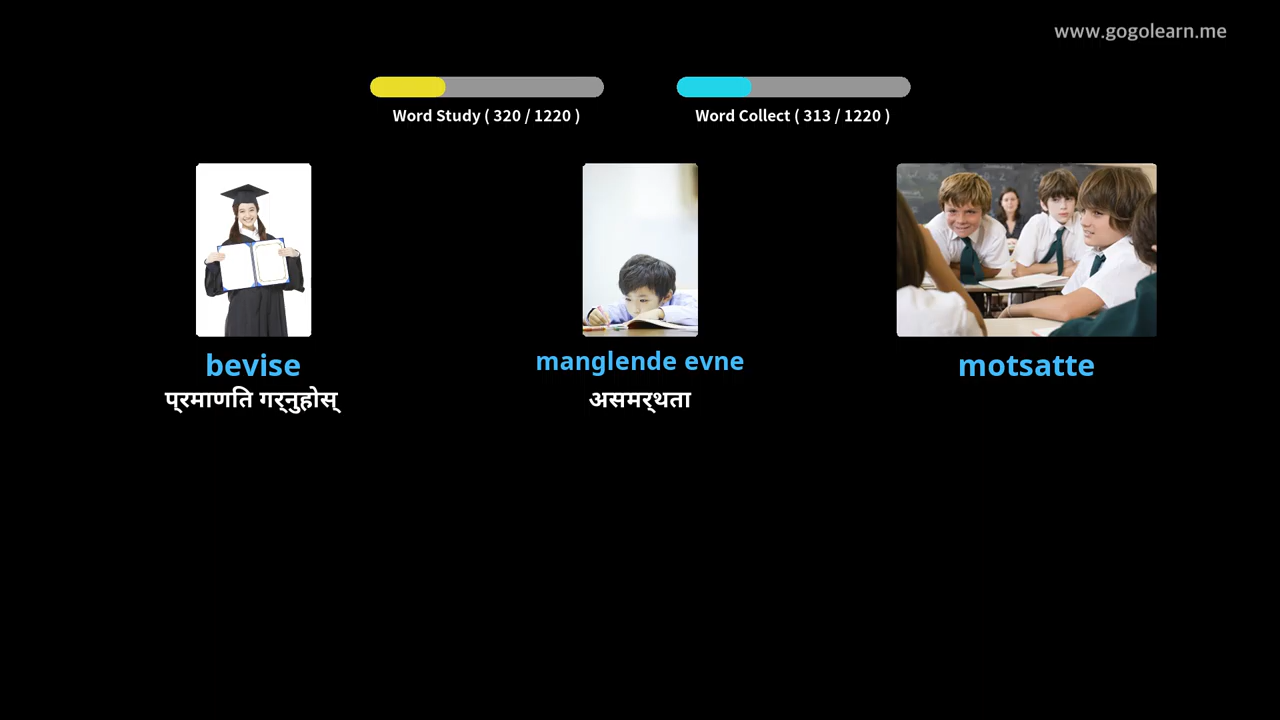 www.gogolearn.me
Word Study ( 320 / 1220 )
Word Collect ( 313 / 1220 )
bevise
manglende evne
motsatte
प्रमाणति गर्नुहोस्
असमर्थता